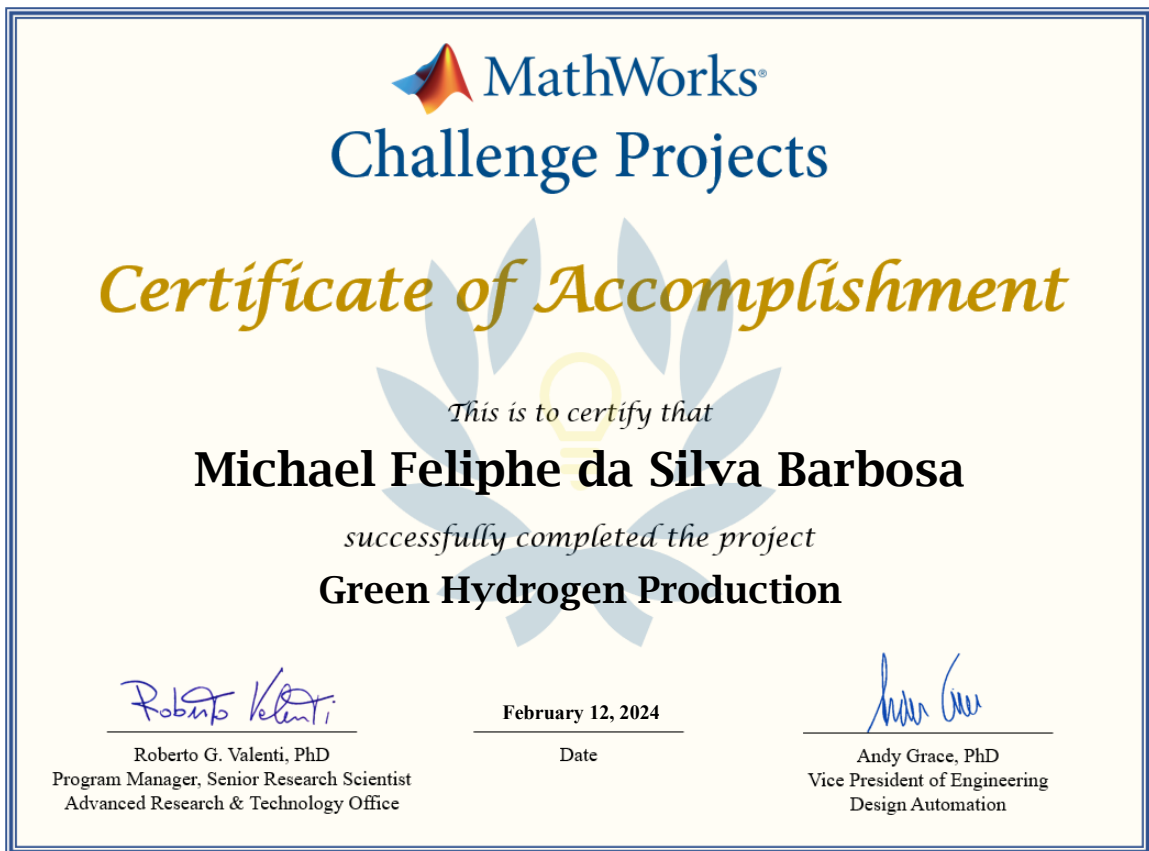 MathWorks®
Challenge Projects
Certificate of Accomplishment
This is to certify that
Michael Feliphe da Silva Barbosa
successfully completed the project
Green Hydrogen Production
Roberto Valenti
February 12, 2024
Roberto G. Valenti, PhD
Program Manager, Senior Research Scientist
Advanced Research & Technology Office
Date
Andy Grace, PhD
Vice President of Engineering
Design Automation